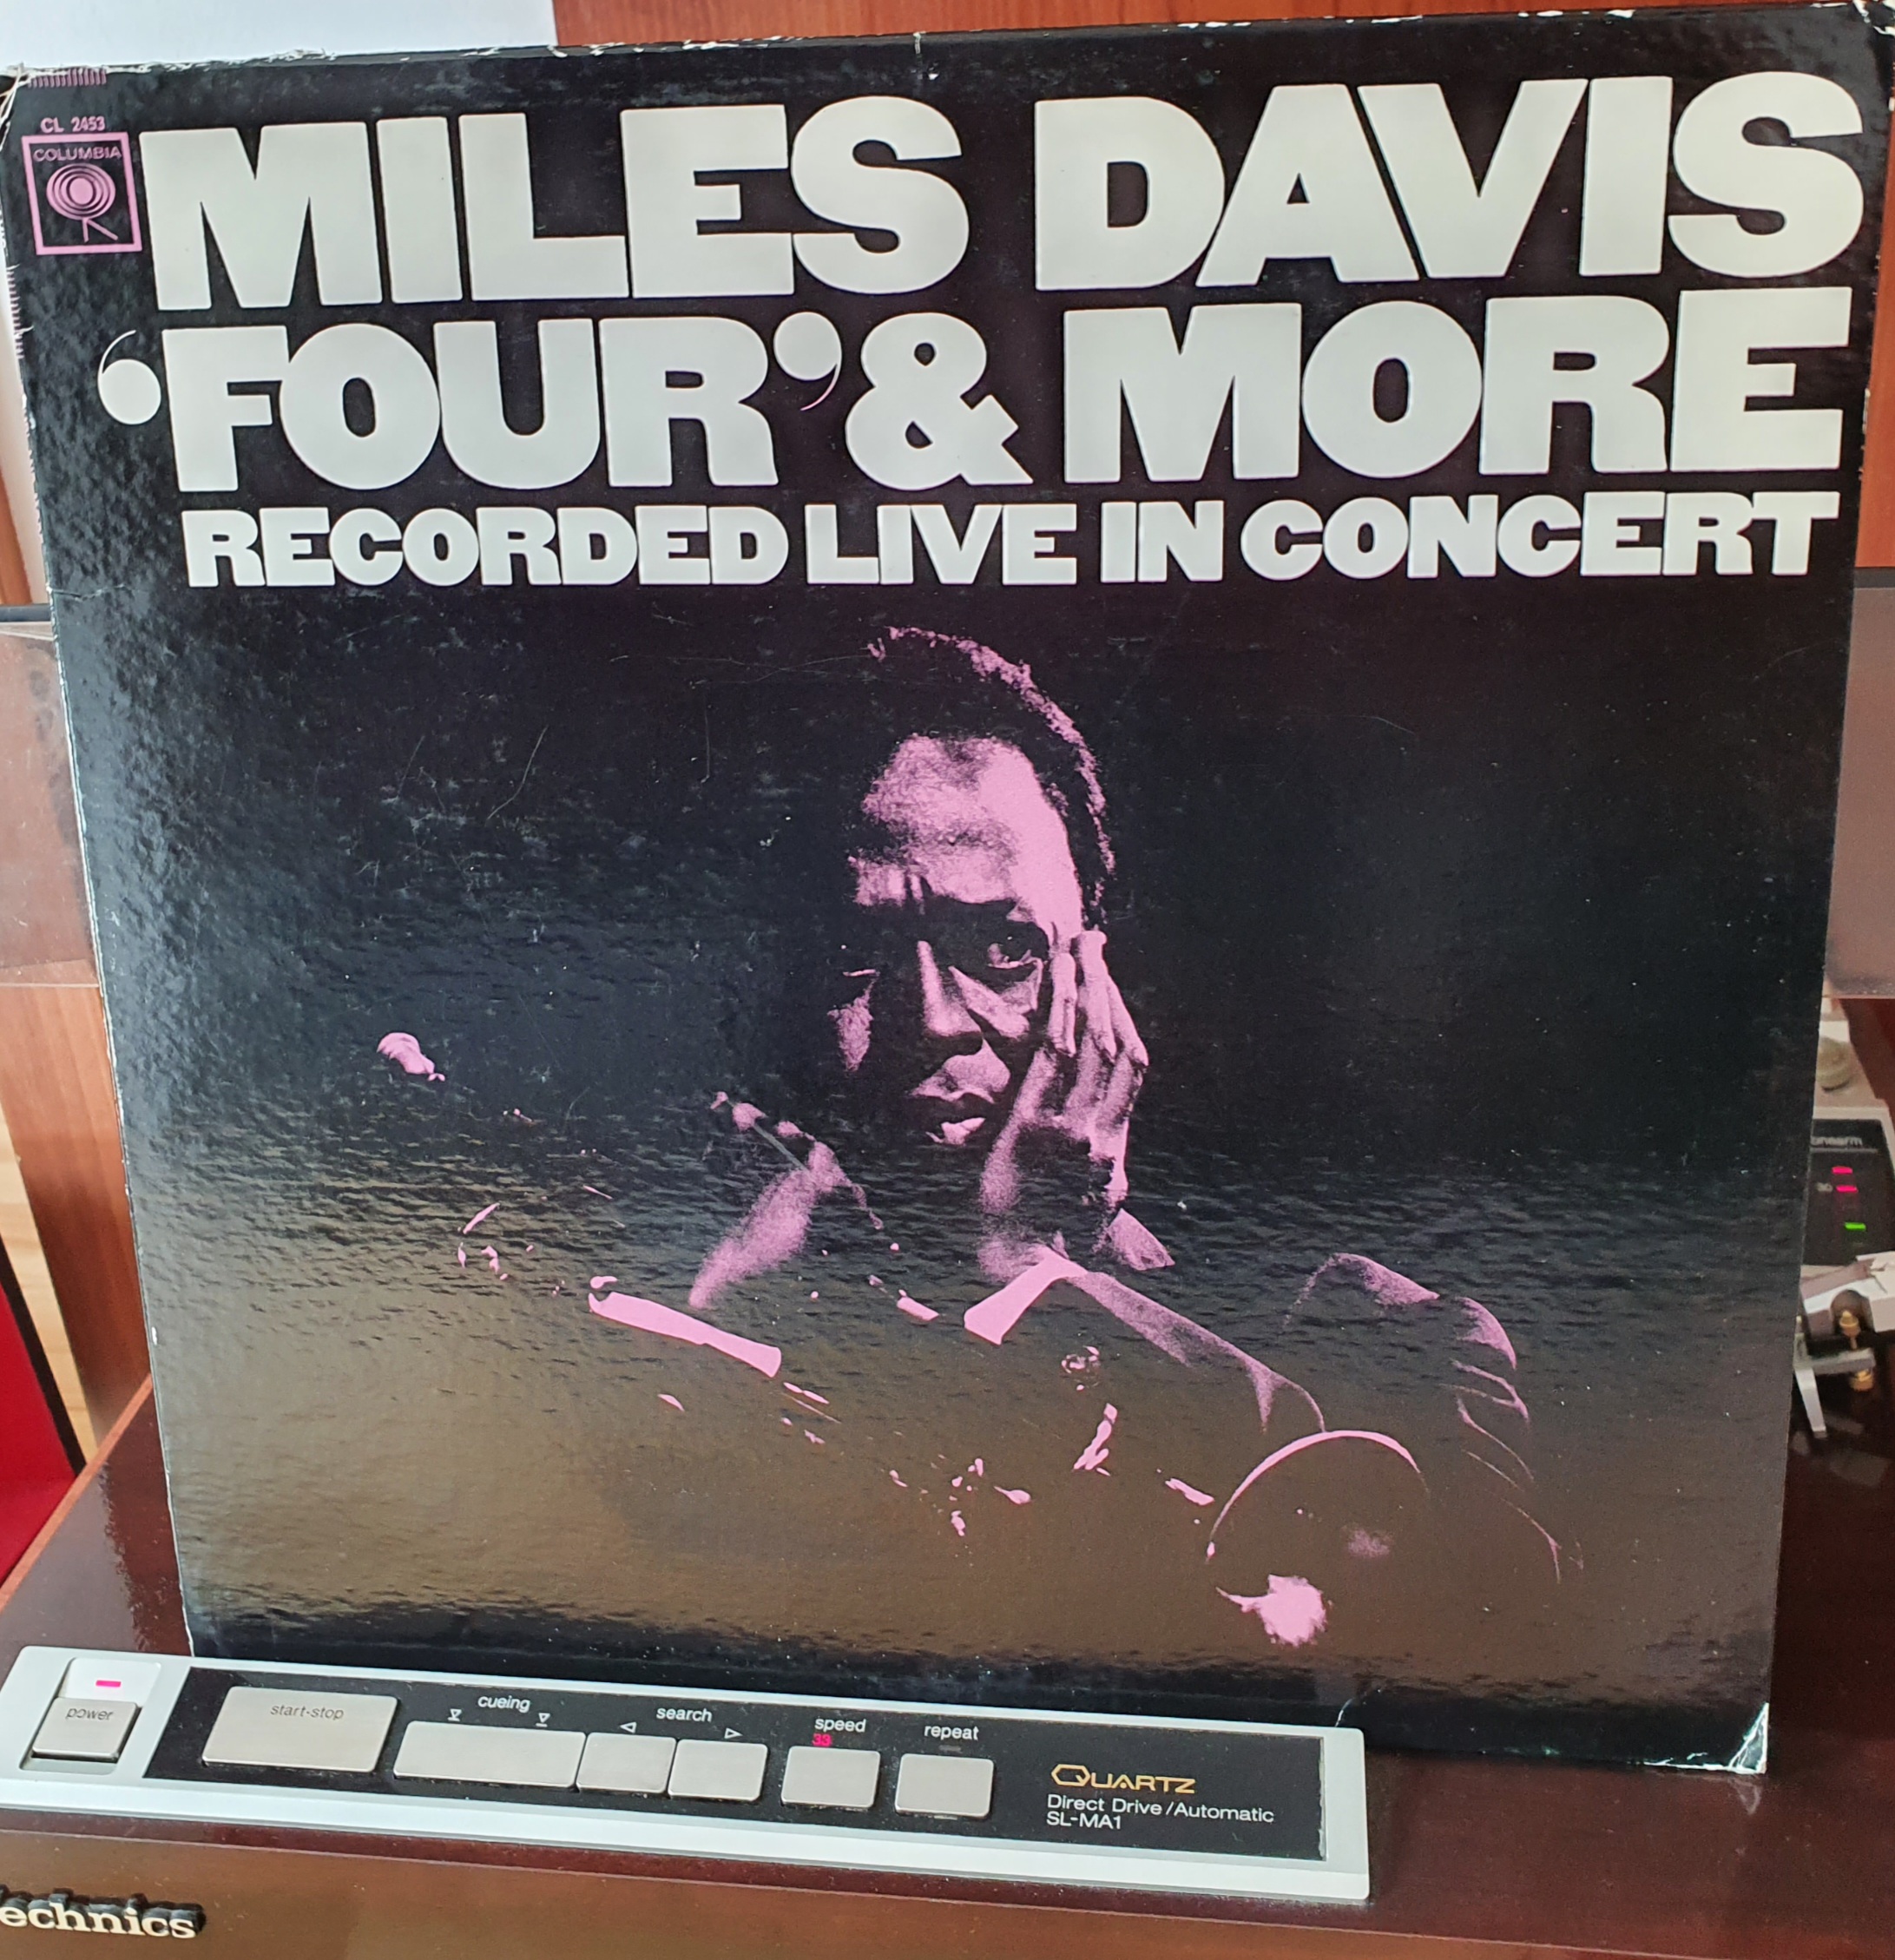 CL 2453
COLUMBIA
MILES DAVIS
‘FOUR’ & MORE
RECORDED LIVE IN CONCERT
power
start-stop
cueing
search
speed
33
repeat
QUARTZ
Direct Drive/Automatic
SL-MA1
echnics